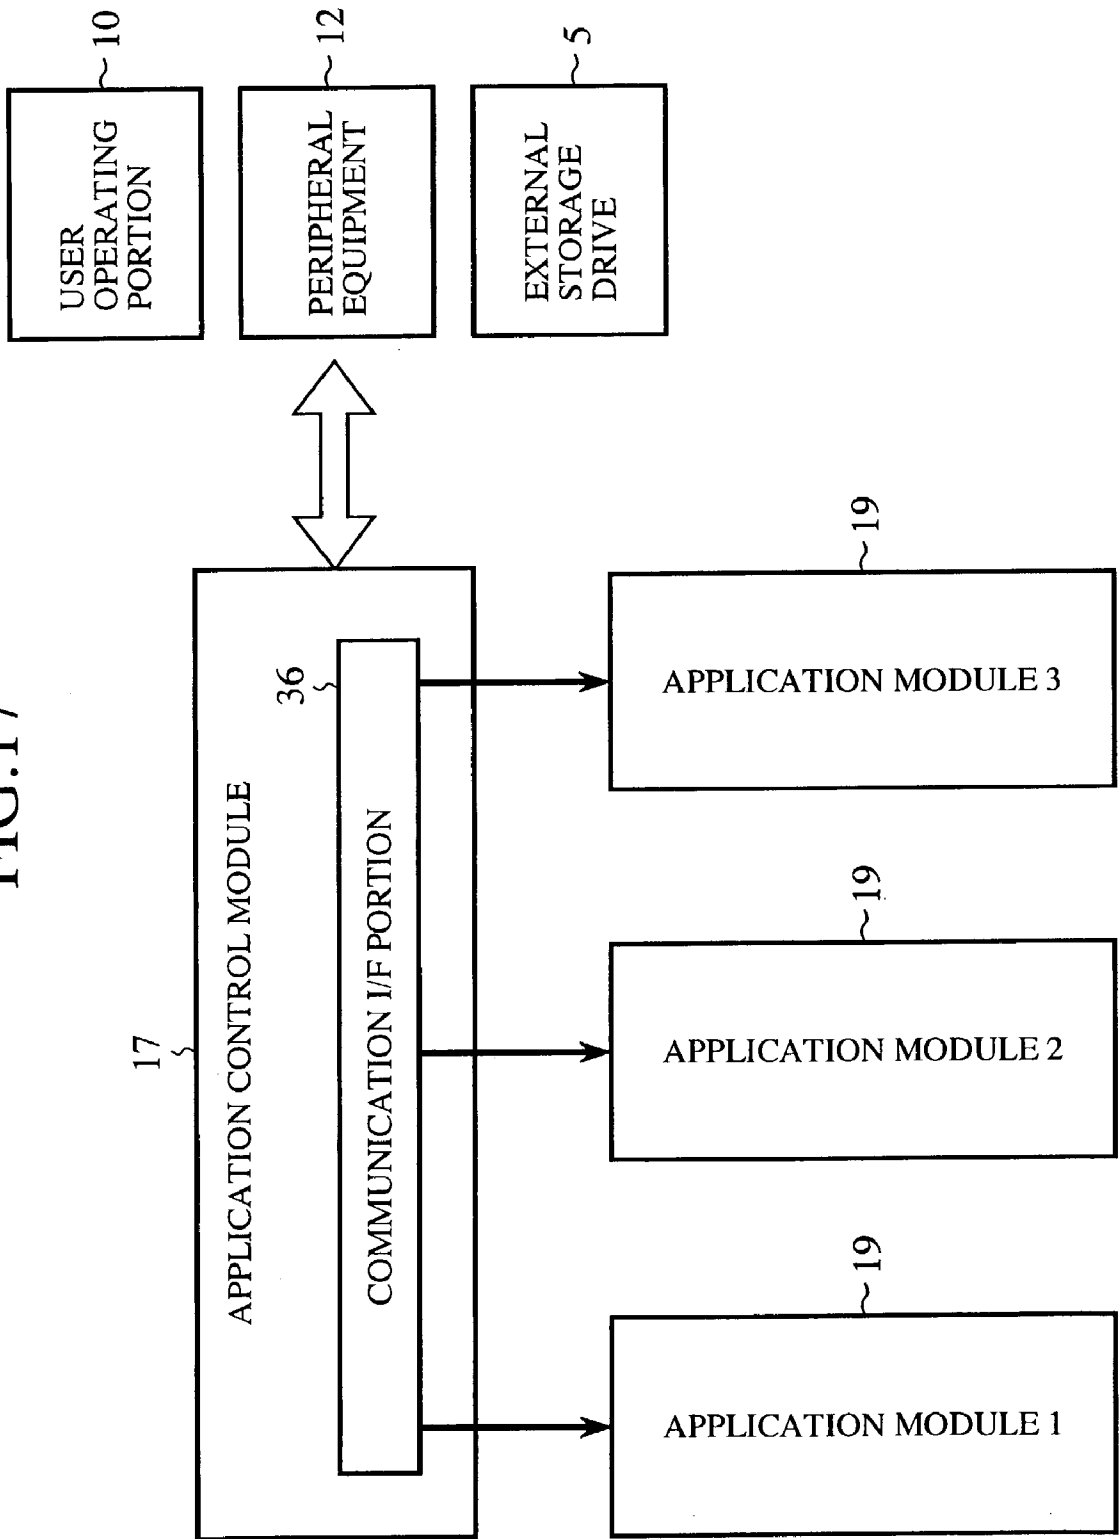 FIG.17
17
APPLICATION CONTROL MODULE
36
COMMUNICATION I/F PORTION
USER
OPERATING
PORTION
10
PERIPHERAL
EQUIPMENT
12
EXTERNAL
STORAGE
DRIVE
5
APPLICATION MODULE 1
19
APPLICATION MODULE 2
19
APPLICATION MODULE 3
19